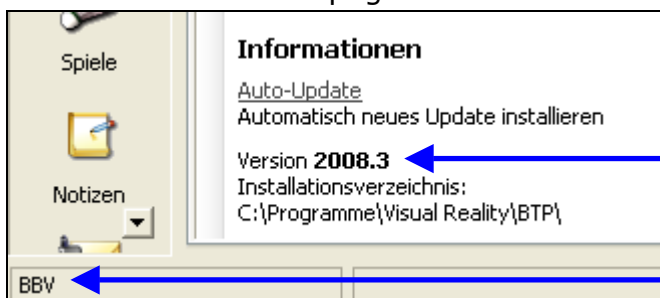 Spiele
Notizen
Informationen
Auto-Update
Automatisch neues Update installieren
Version 2008.3
Installationsverzeichnis:
C:\Programme\Visual Reality\BTP\
BBV